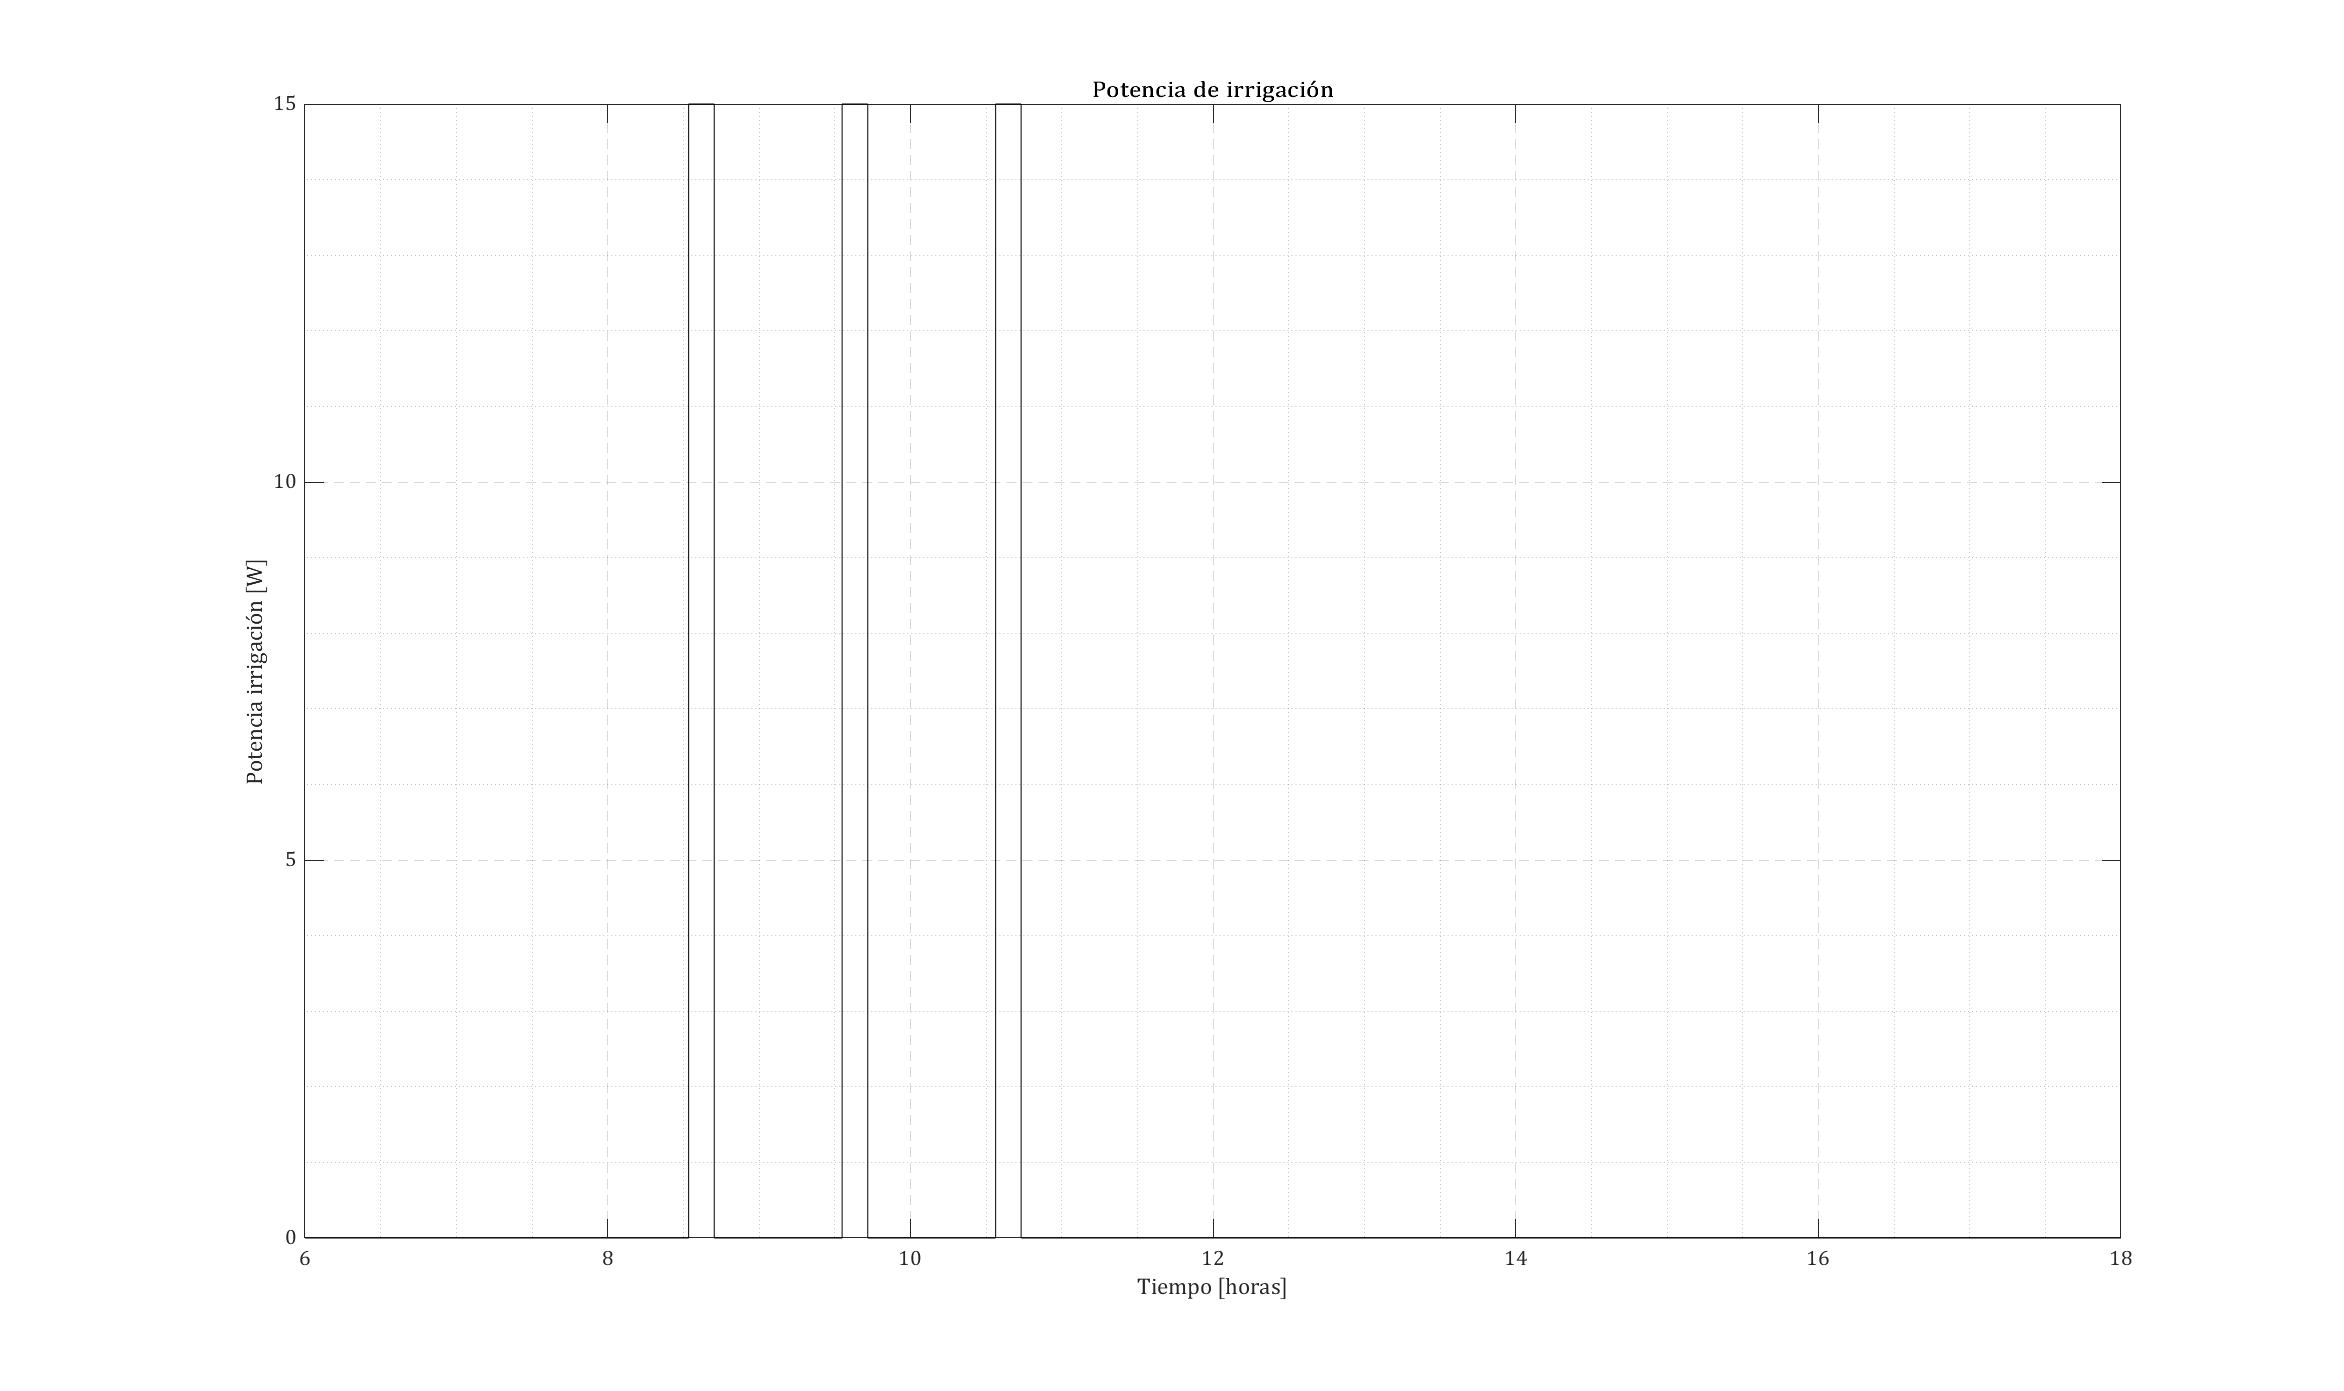 Potencia de irrigación
15
10
5
0
Potencia irrigación [W]
6 8 10 12 14 16 18
Tiempo [horas]